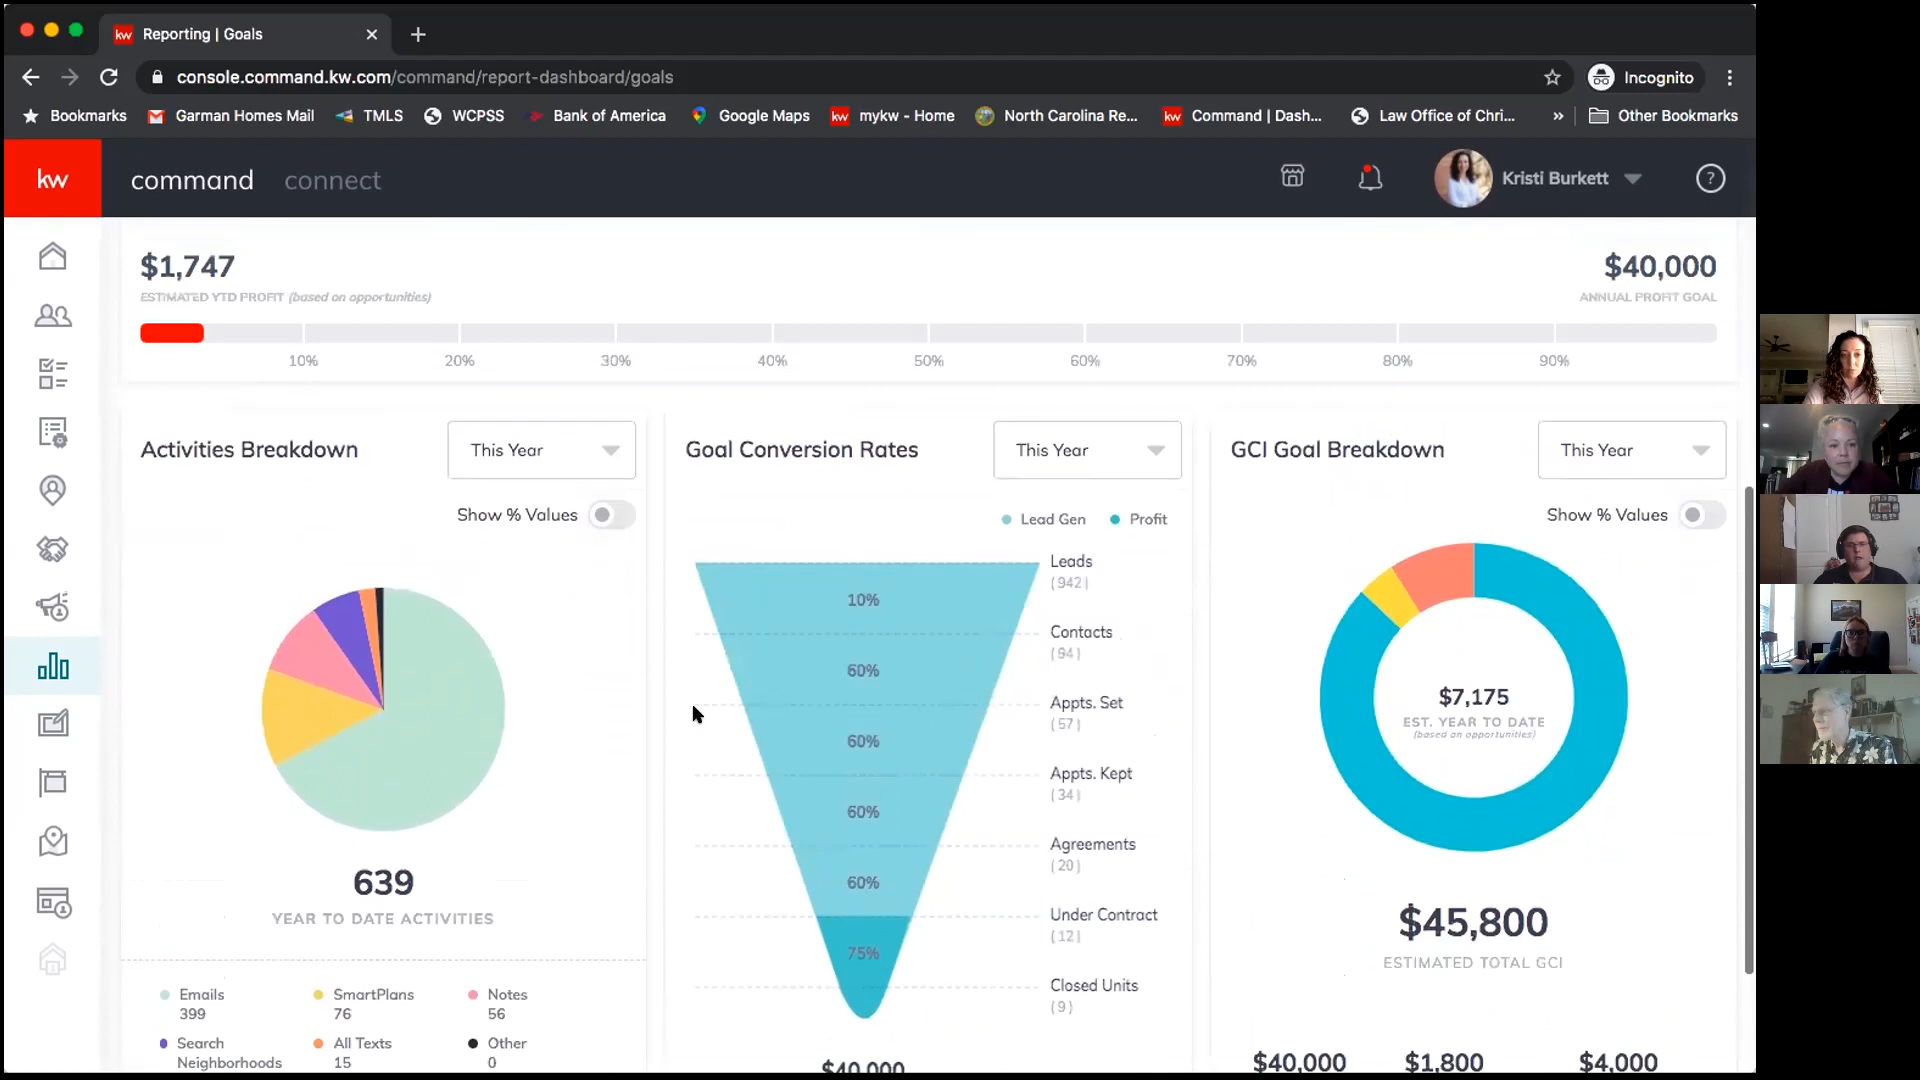 kw Reporting | Goals
console.command.kw.com/command/report-dashboard/goals
Incognito
Bookmarks Garman Homes Mail TMLS WCPSS Bank of America Google Maps kw mykw - Home North Carolina Re... kw Command | Dash... Law Office of Chri... » Other Bookmarks
kw command connect Kristi Burkett ?
$1,747 $40,000
ESTIMATED YTD PROFIT (based on opportunities) ANNUAL PROFIT GOAL
10% 20% 30% 40% 50% 60% 70% 80% 90%
Activities Breakdown This Year
Show % Values
639
YEAR TO DATE ACTIVITIES
Emails SmartPlans Notes
399 76 56
Search All Texts Other
Neighborhoods 15 0
Goal Conversion Rates This Year
Lead Gen Profit
Leads
10% (942)
Contacts
60% (94)
Appts. Set
60% (57)
Appts. Kept
60% (34)
Agreements
60% (20)
Under Contract
75% (12)
Closed Units
(9)
$40,000
GCI Goal Breakdown This Year
Show % Values
$7,175
EST. YEAR TO DATE
(based on opportunities)
$45,800
ESTIMATED TOTAL GCI
$40,000 $1,800 $4,000